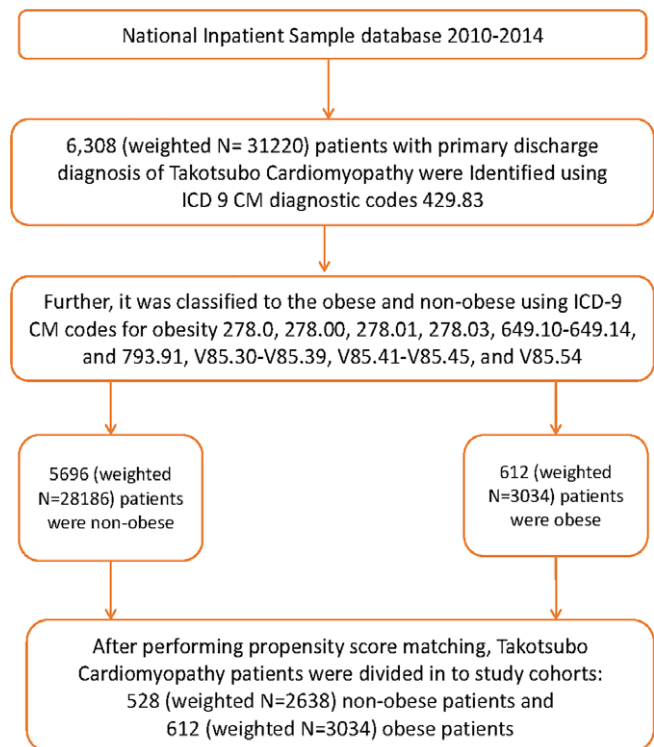 National Inpatient Sample database 2010-2014
6,308 (weighted N= 31220) patients with primary discharge
diagnosis of Takotsubo Cardiomyopathy were Identified using
ICD 9 CM diagnostic codes 429.83
Further, it was classified to the obese and non-obese using ICD-9
CM codes for obesity 278.0, 278.00, 278.01, 278.03, 649.10-649.14,
and 793.91, V85.30-V85.39, V85.41-V85.45, and V85.54
5696 (weighted
N=28186) patients
were non-obese
612 (weighted
N=3034) patients
were obese
After performing propensity score matching, Takotsubo
Cardiomyopathy patients were divided in to study cohorts:
528 (weighted N=2638) non-obese patients and
612 (weighted N=3034) obese patients